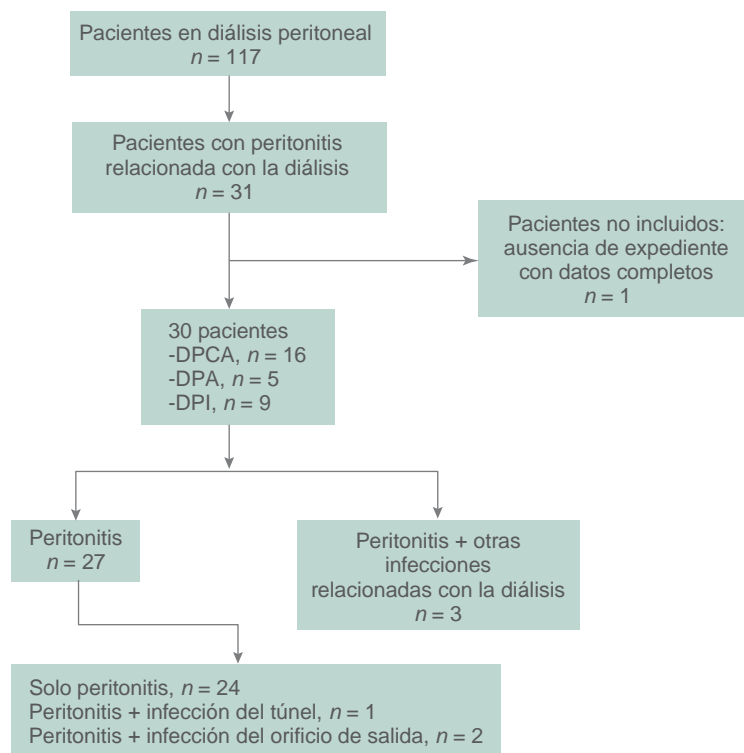 Pacientes en diálisis peritoneal
n = 117
Pacientes con peritonitis
relacionada con la diálisis
n = 31
Pacientes no incluidos:
ausencia de expediente
con datos completos
n = 1
30 pacientes
-DPCA, n = 16
-DPA, n = 5
-DPI, n = 9
Peritonitis
n = 27
Peritonitis + otras
infecciones
relacionadas con la diálisis
n = 3
Solo peritonitis, n = 24
Peritonitis + infección del túnel, n = 1
Peritonitis + infección del orificio de salida, n = 2